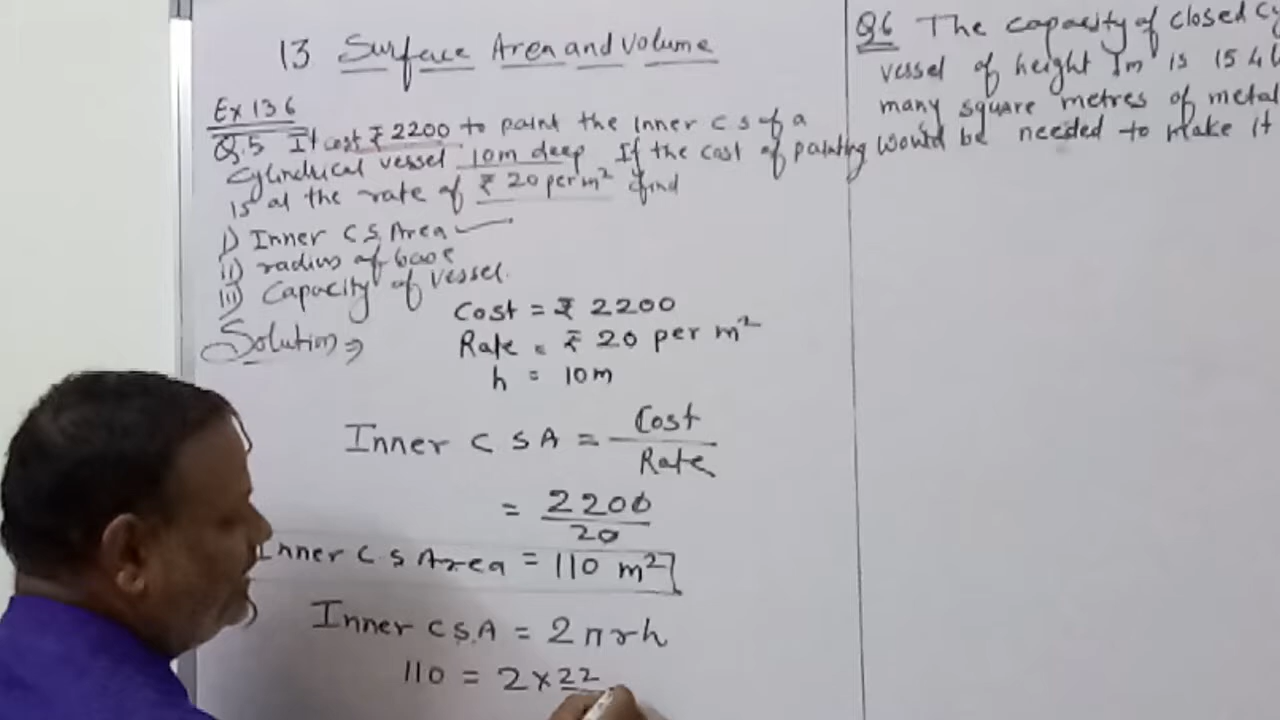 13 Surface Area and Volume
Ex 13 6
Q.5 It cost ₹ 2200 to paint the inner c s of a
Cylindrical vessel 10m deep If the cost of painting
is at the rate of ₹ 20 per m² find
i) Inner CS Area
ii) radius of base
iii) Capacity of vessel.
Solution ⇒
Cost = ₹ 2200
Rate = ₹ 20 per m²
h = 10m
Inner C S A = Cost
Rate
= 2200
20
Inner C S Area = 110 m²
) Inner C.S.A = 2πrh
110 = 2×22
Q6 The capacity of closed
vessel of height 1m is 15 4
many square metres of metal
would be needed to make it